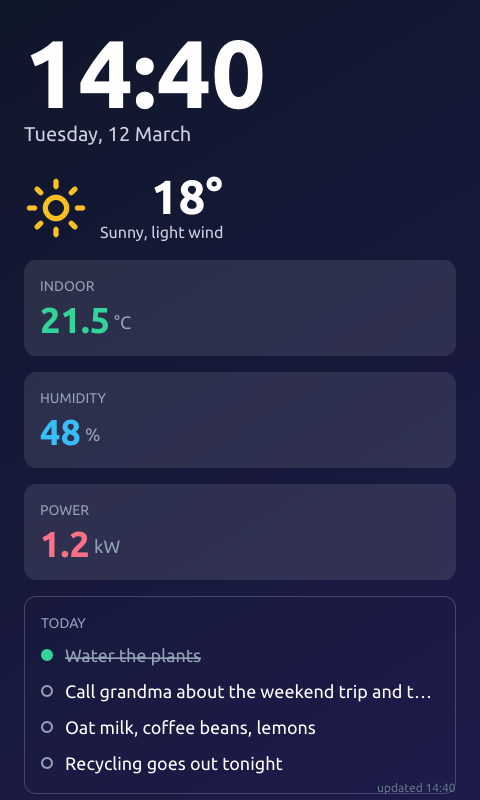 14:40
Tuesday, 12 March
18°
Sunny, light wind
INDOOR
21.5 °C
HUMIDITY
48 %
POWER
1.2 kW
TODAY
Water the plants
Call grandma about the weekend trip and t…
Oat milk, coffee beans, lemons
Recycling goes out tonight
updated 14:40